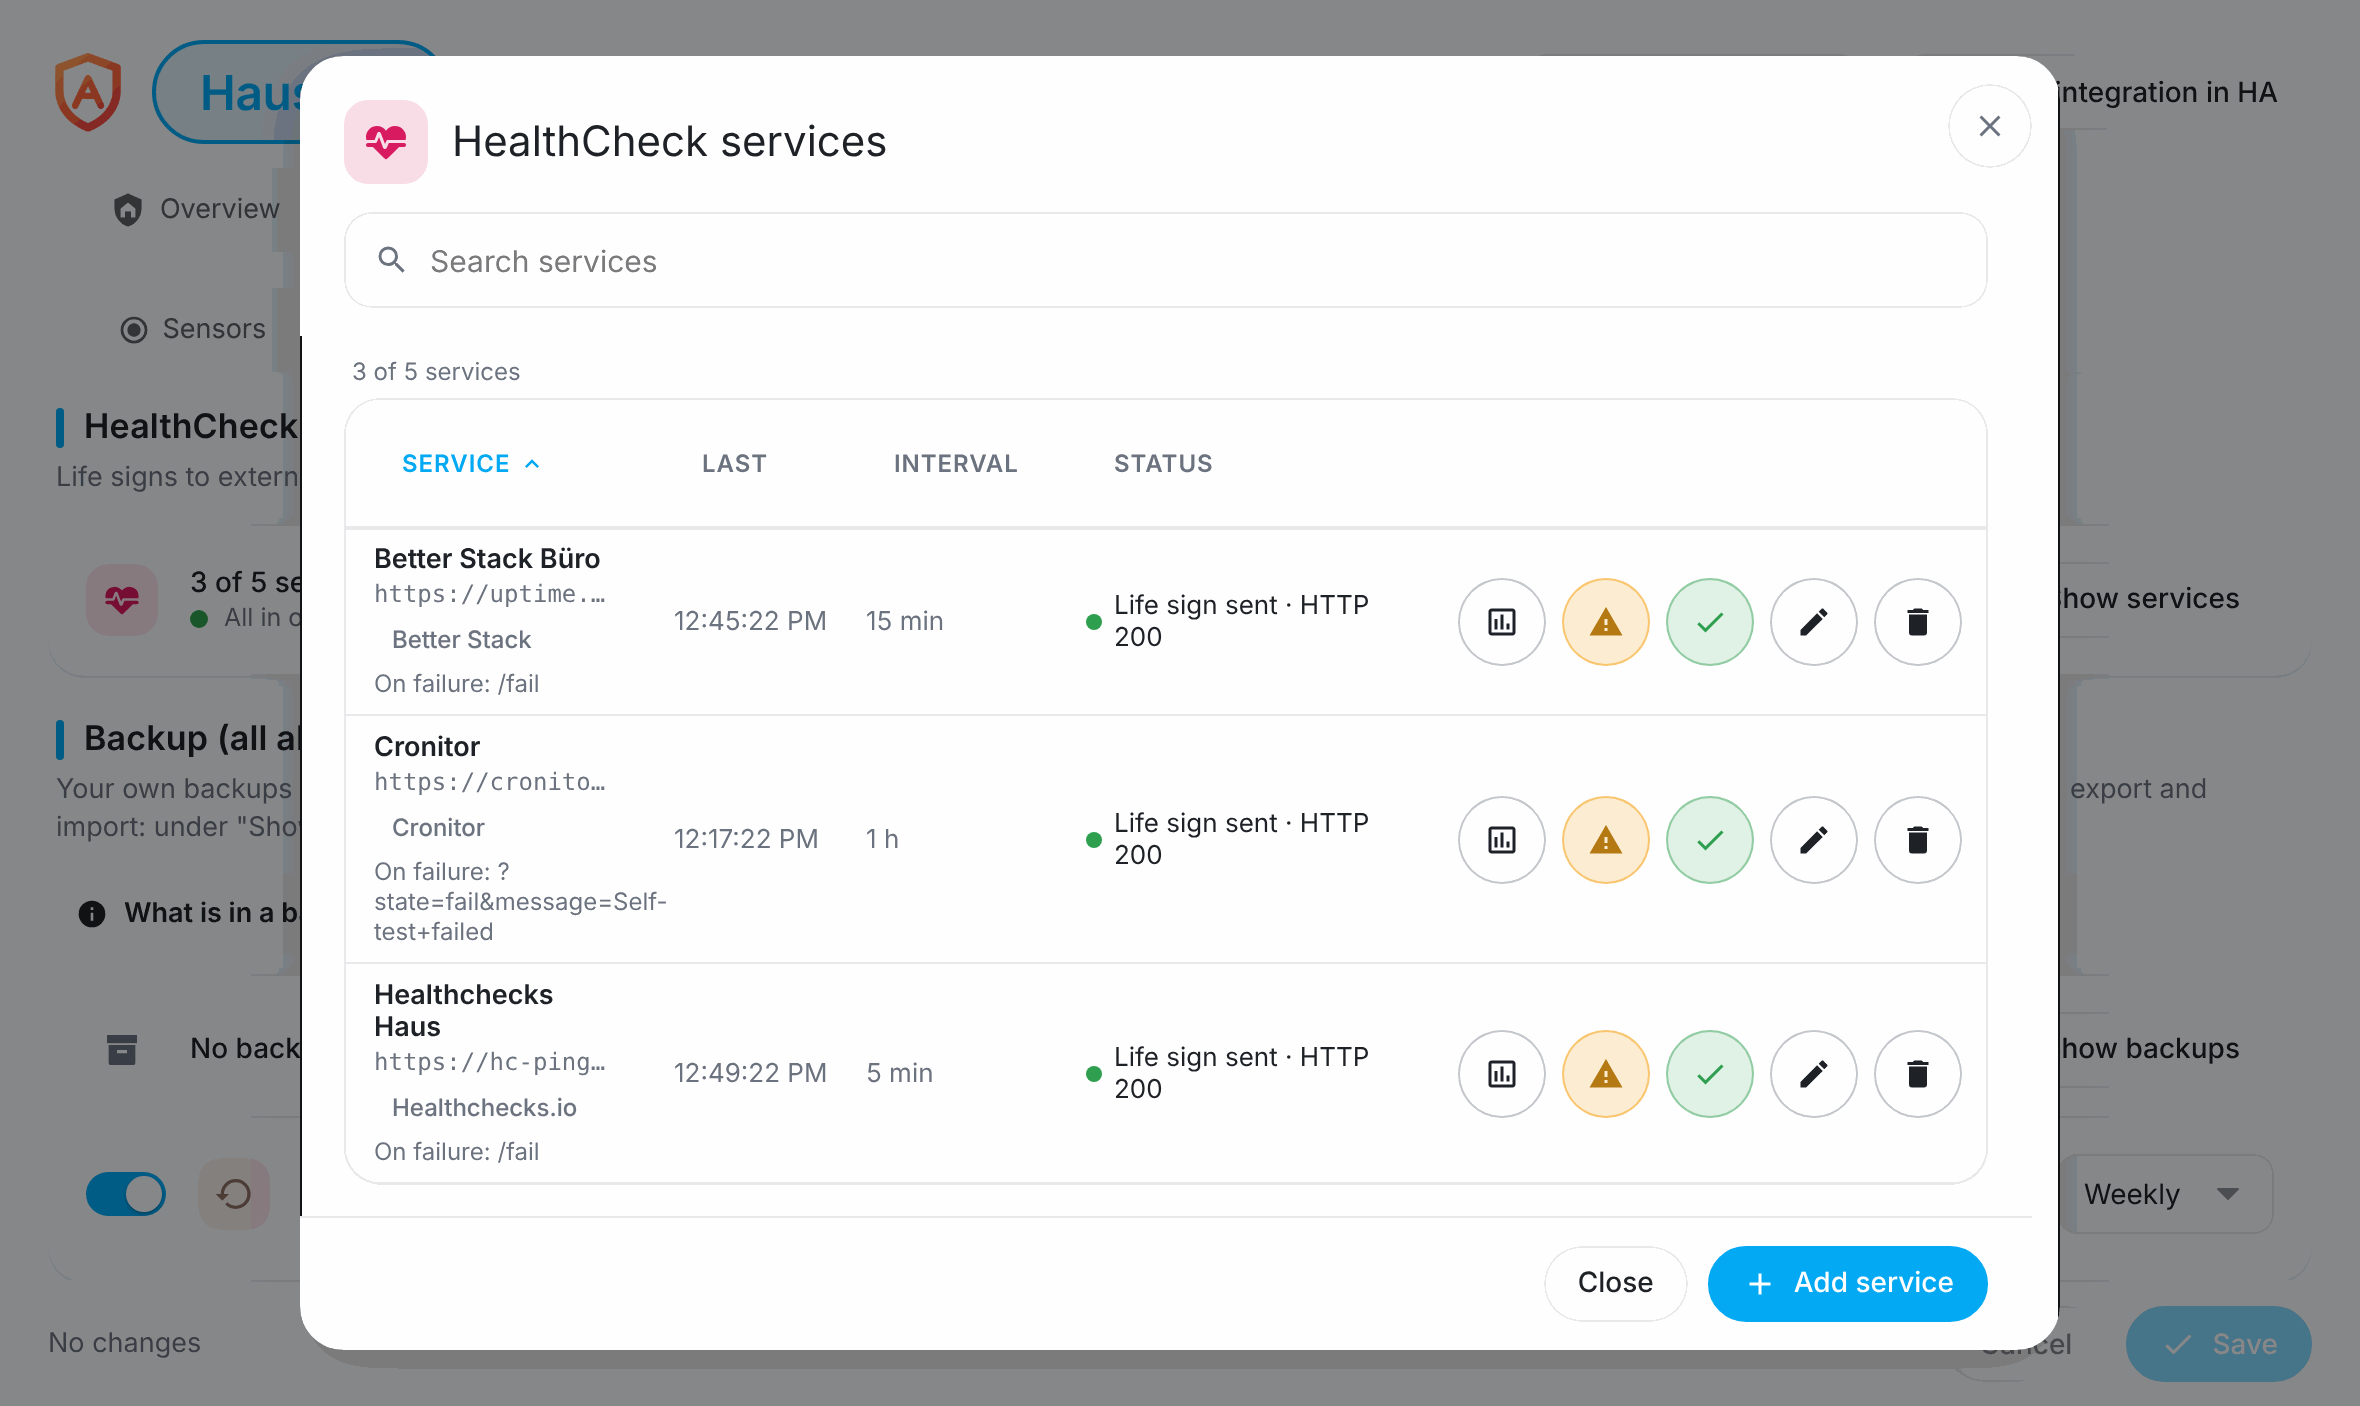 Haus
integration in HA
Overview
Sensors
HealthCheck
Life signs to extern
3 of 5 se
All in o
Show services
Backup (all al
Your own backups
export and
import: under "Show
What is in a ba
No back
Show backups
Weekly
No changes
Cancel
Save
HealthCheck services
Search services
3 of 5 services
SERVICE
LAST
INTERVAL
STATUS
Better Stack Büro
https://uptime.…
Better Stack
On failure: /fail
12:45:22 PM
15 min
Life sign sent · HTTP
200
Cronitor
https://cronito…
Cronitor
On failure: ?
state=fail&message=Self-
test+failed
12:17:22 PM
1 h
Life sign sent · HTTP
200
Healthchecks
Haus
https://hc-ping…
Healthchecks.io
On failure: /fail
12:49:22 PM
5 min
Life sign sent · HTTP
200
Close
Add service